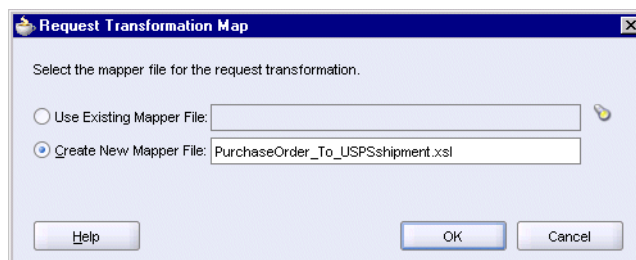 Request Transformation Map
Select the mapper file for the request transformation.
Use Existing Mapper File:
Create New Mapper File: PurchaseOrder_To_USPSshipment.xsl
Help OK Cancel